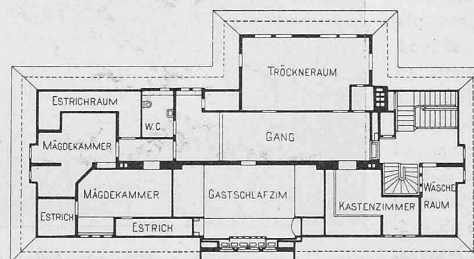 TRÖCKNERAUM
ESTRICHRAUM
W.C.
GANG
MÄGDEKAMMER
MÄGDEKAMMER
GASTSCHLAFZIM
KASTENZIMMER
WÄSCHE
RAUM
ESTRICH
ESTRICH